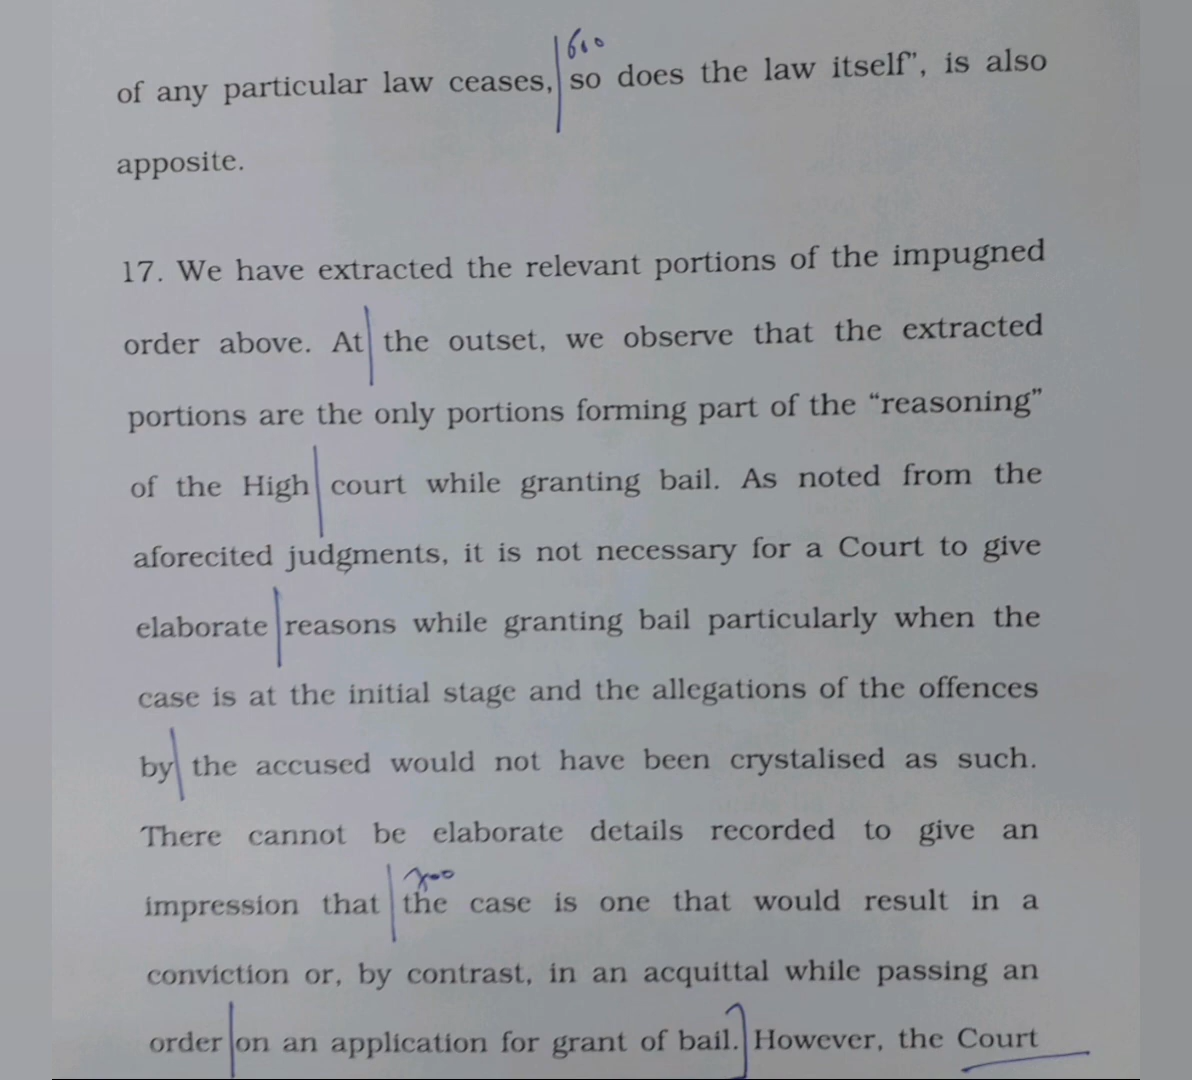 600
of any particular law ceases, so does the law itself”, is also
apposite.
17. We have extracted the relevant portions of the impugned
order above. At the outset, we observe that the extracted
portions are the only portions forming part of the “reasoning”
of the High court while granting bail. As noted from the
aforecited judgments, it is not necessary for a Court to give
elaborate reasons while granting bail particularly when the
case is at the initial stage and the allegations of the offences
by the accused would not have been crystalised as such.
There cannot be elaborate details recorded to give an
700
impression that the case is one that would result in a
conviction or, by contrast, in an acquittal while passing an
order on an application for grant of bail. However, the Court